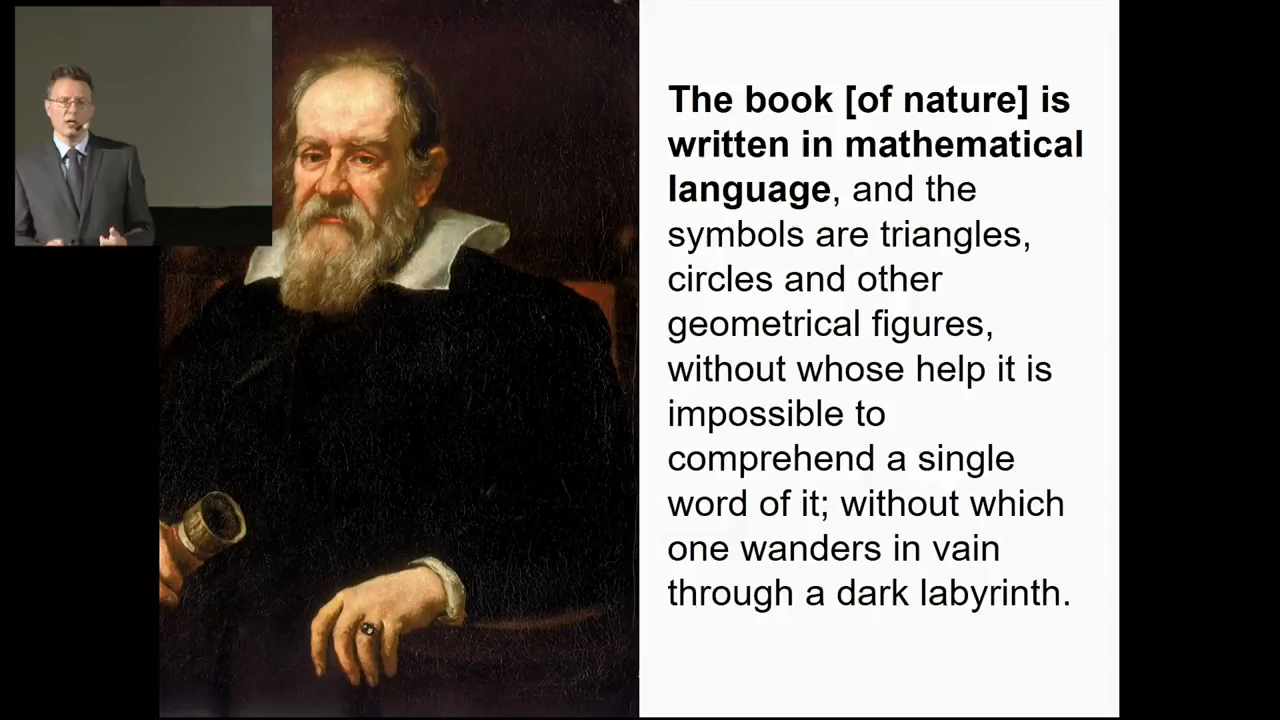 The book [of nature] is
written in mathematical
language, and the
symbols are triangles,
circles and other
geometrical figures,
without whose help it is
impossible to
comprehend a single
word of it; without which
one wanders in vain
through a dark labyrinth.